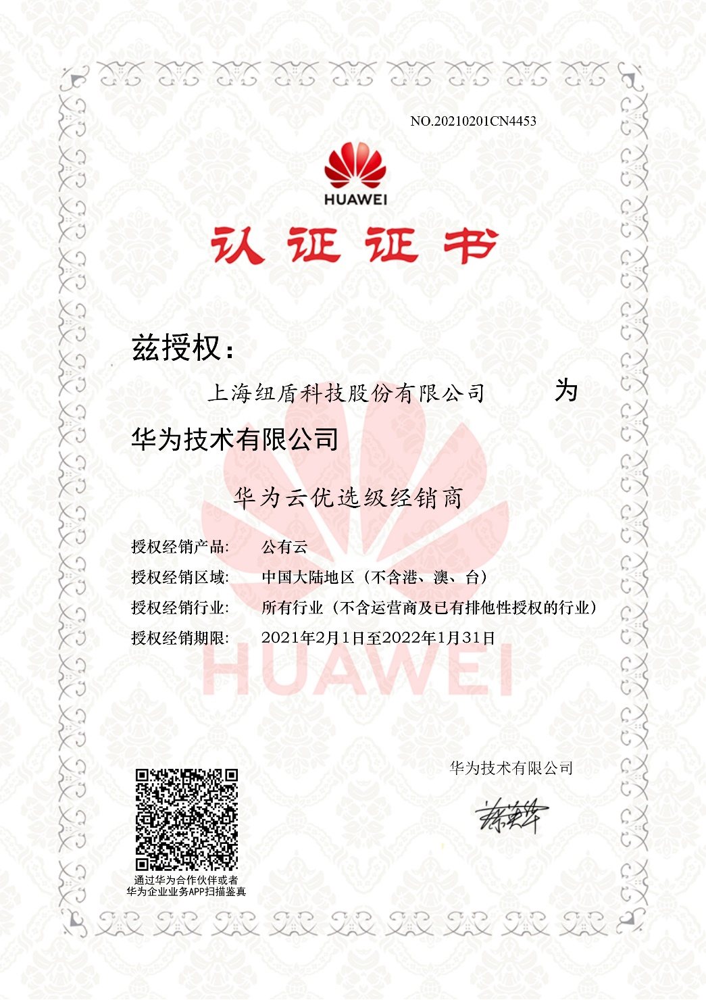 NO.20210201CN4453
HUAWEI
认证证书
兹授权：
上海纽盾科技股份有限公司 为
华为技术有限公司
华为云优选级经销商
授权经销产品: 公有云
授权经销区域: 中国大陆地区（不含港、澳、台）
授权经销行业: 所有行业（不含运营商及已有排他性授权的行业）
授权经销期限: 2021年2月1日至2022年1月31日
HUAWEI
华为技术有限公司
通过华为合作伙伴或者
华为企业业务APP扫描鉴真